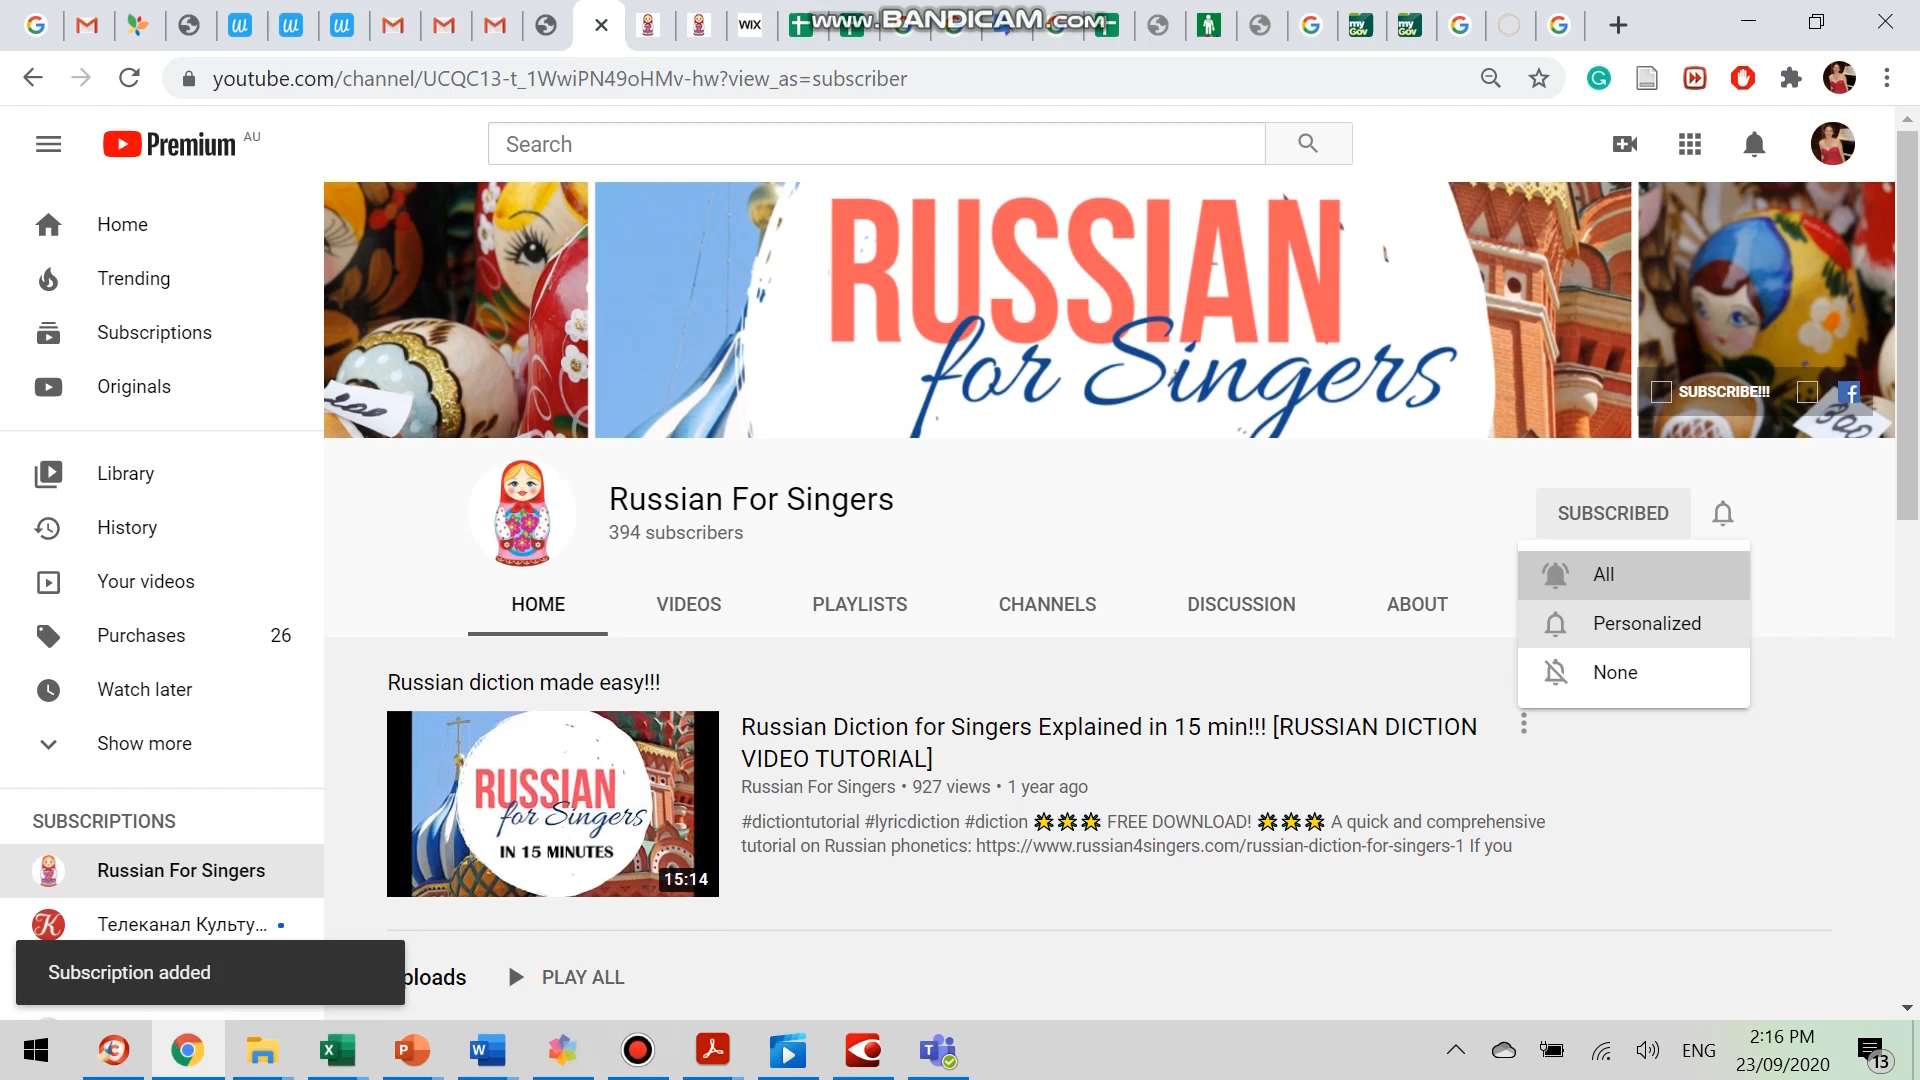 WIX
www.BANDICAM.com
my
Gov
my
Gov
youtube.com/channel/UCQC13-t_1WwiPN49oHMv-hw?view_as=subscriber
Premium AU
Search
Home
Trending
Subscriptions
Originals
Library
History
Your videos
Purchases 26
Watch later
Show more
SUBSCRIPTIONS
Russian For Singers
Телеканал Культу...
Subscription added
RUSSIAN
for Singers
SUBSCRIBE!!!
Russian For Singers
394 subscribers
SUBSCRIBED
All
Personalized
None
HOME VIDEOS PLAYLISTS CHANNELS DISCUSSION ABOUT
Russian diction made easy!!!
RUSSIAN
for Singers
IN 15 MINUTES
15:14
Russian Diction for Singers Explained in 15 min!!! [RUSSIAN DICTION
VIDEO TUTORIAL]
Russian For Singers • 927 views • 1 year ago
#dictiontutorial #lyricdiction #diction 🌟🌟🌟 FREE DOWNLOAD! 🌟🌟🌟 A quick and comprehensive
tutorial on Russian phonetics: https://www.russian4singers.com/russian-diction-for-singers-1 If you
ploads PLAY ALL
ENG
2:16 PM
23/09/2020
13